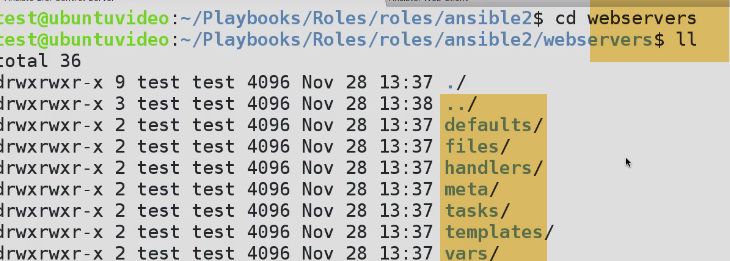 test@ubuntuvideo:~/Playbooks/Roles/roles/ansible2$ cd webservers
test@ubuntuvideo:~/Playbooks/Roles/roles/ansible2/webservers$ ll
total 36
drwxrwxr-x 9 test test 4096 Nov 28 13:37 ./
drwxrwxr-x 3 test test 4096 Nov 28 13:38 ../
drwxrwxr-x 2 test test 4096 Nov 28 13:37 defaults/
drwxrwxr-x 2 test test 4096 Nov 28 13:37 files/
drwxrwxr-x 2 test test 4096 Nov 28 13:37 handlers/
drwxrwxr-x 2 test test 4096 Nov 28 13:37 meta/
drwxrwxr-x 2 test test 4096 Nov 28 13:37 tasks/
drwxrwxr-x 2 test test 4096 Nov 28 13:37 templates/
drwxrwxr-x 2 test test 4096 Nov 28 13:37 vars/